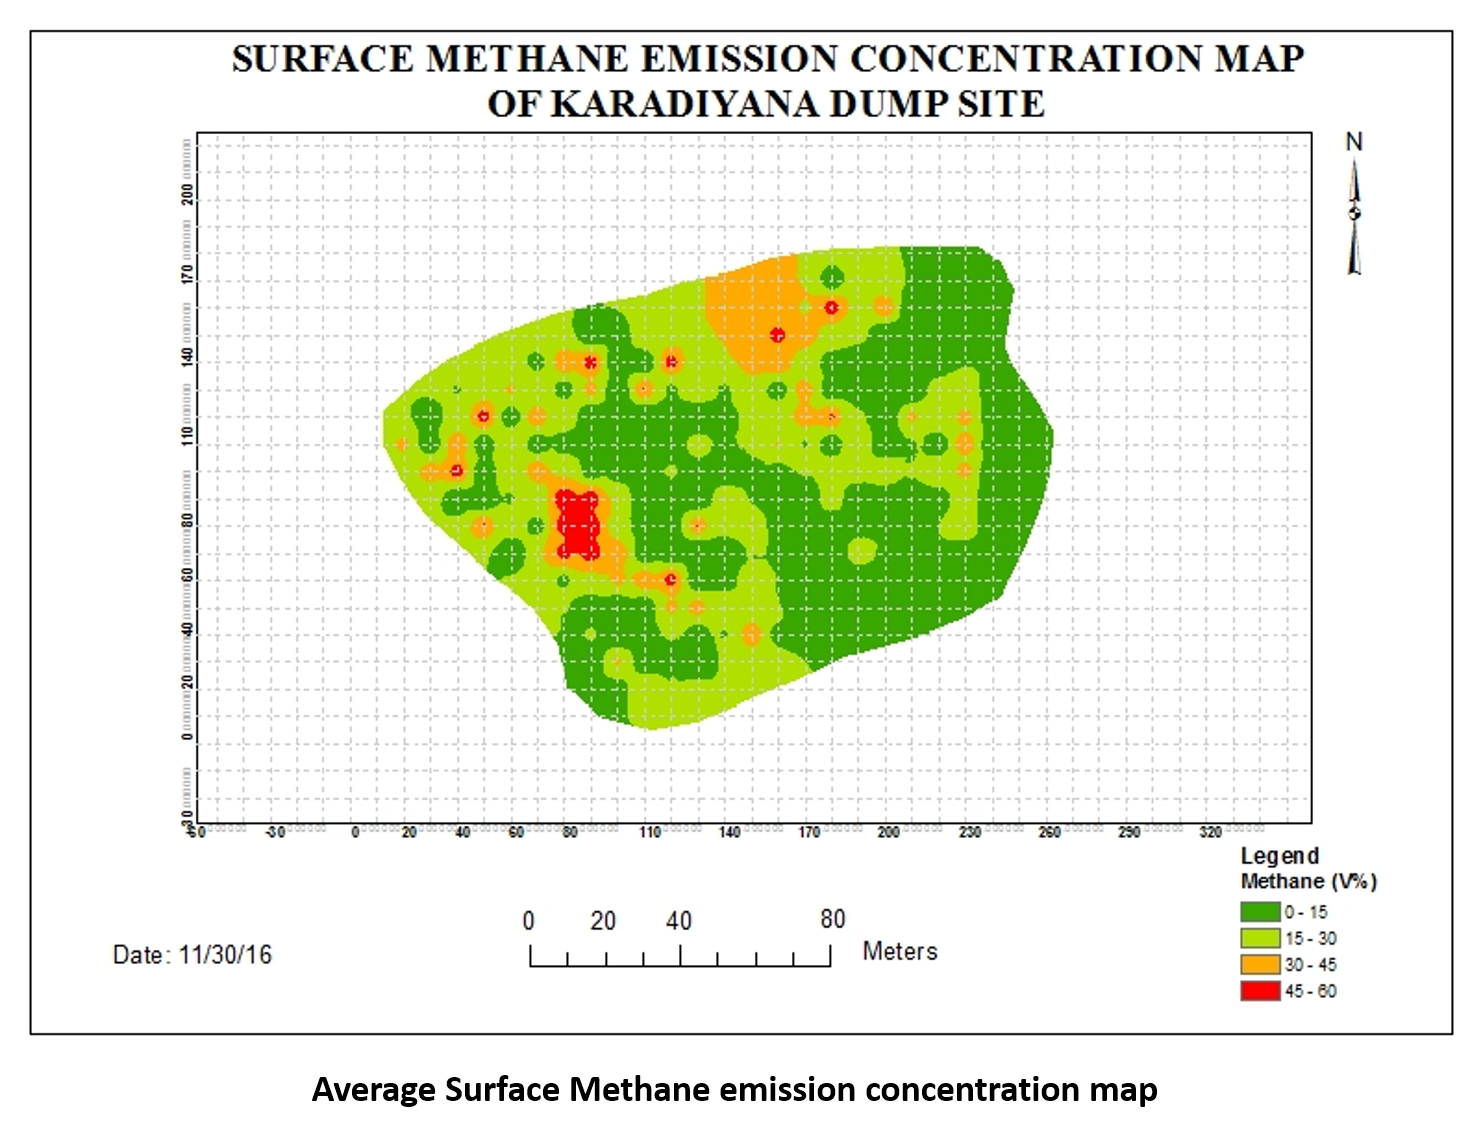 SURFACE METHANE EMISSION CONCENTRATION MAP
OF KARADIYANA DUMP SITE
N
200
170
140
110
80
60
40
20
0
-30
-30 0 20 40 60 80 110 140 170 200 230 260 290 320
Legend
Methane (V%)
0 - 15
15 - 30
30 - 45
45 - 60
0 20 40 80
Meters
Date: 11/30/16
Average Surface Methane emission concentration map